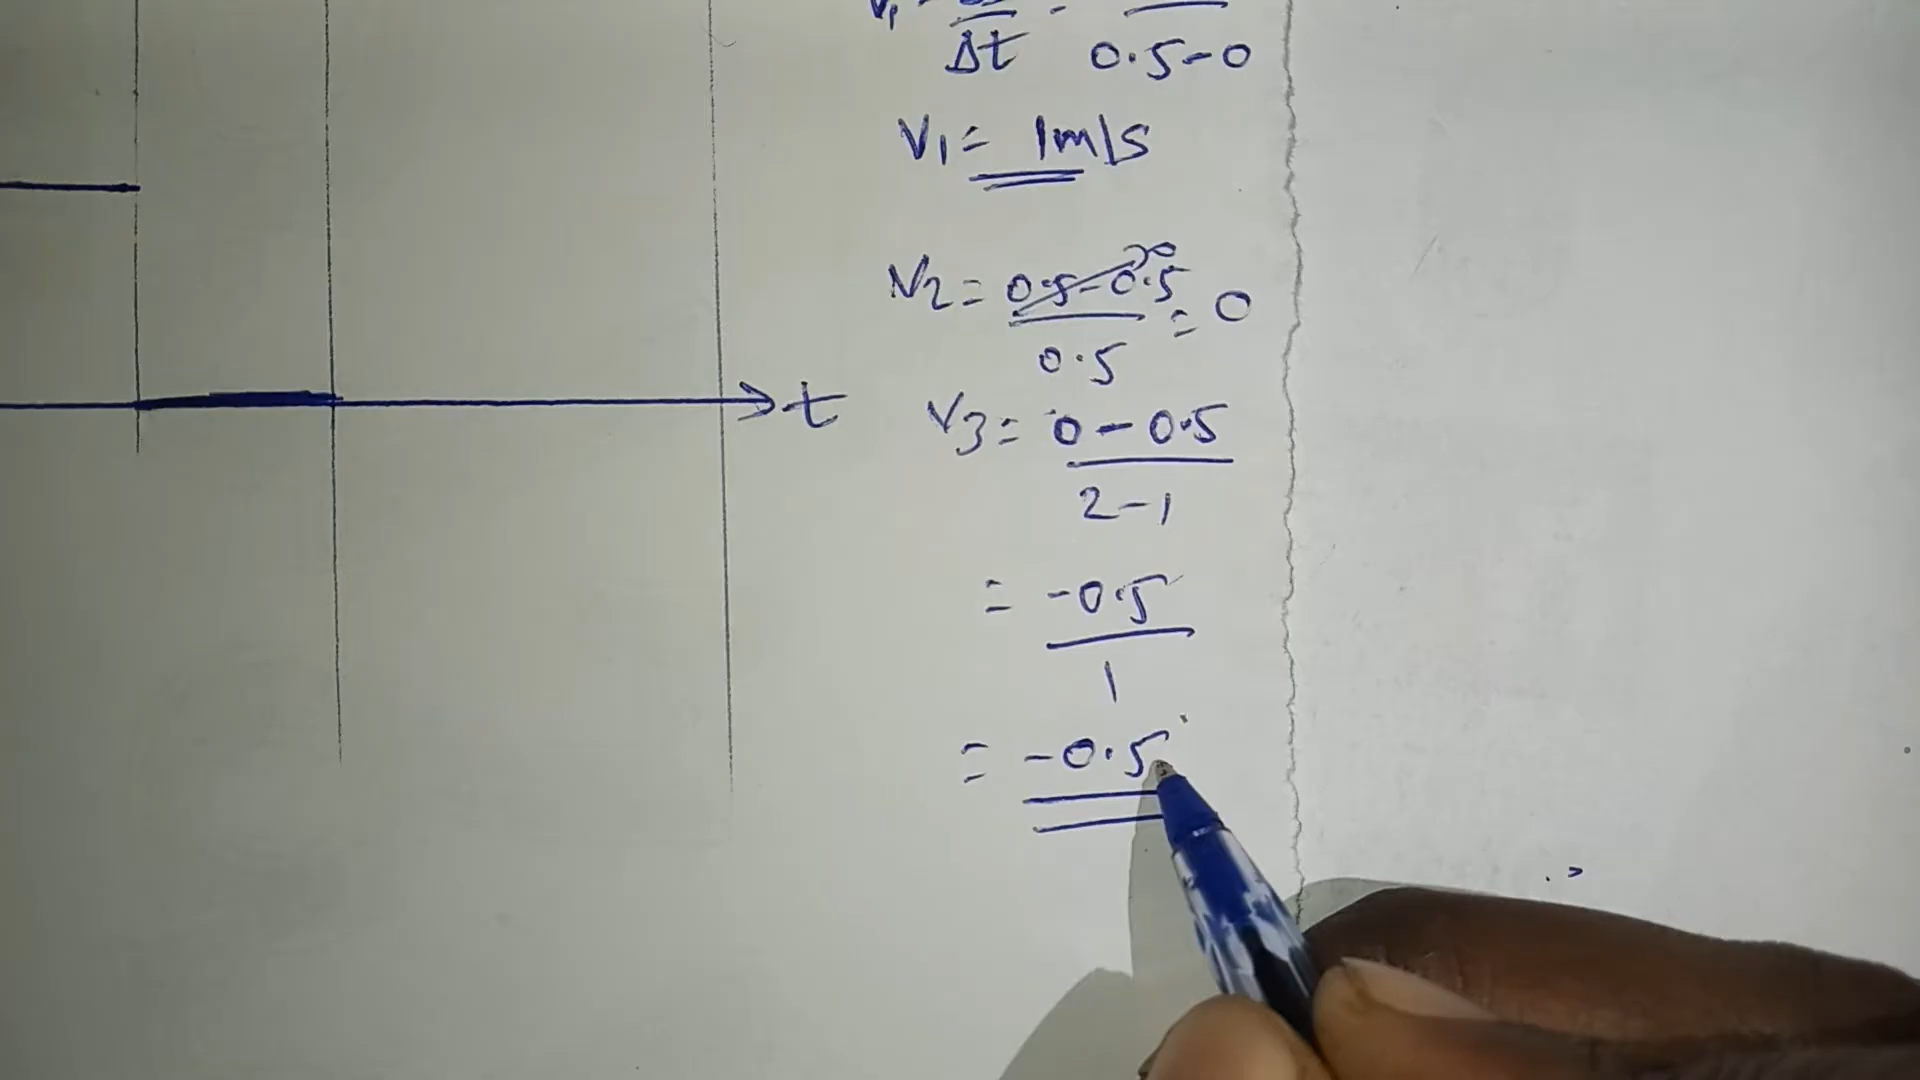 Δt 0.5-0
V1 = 1m/s
V2 = 0.5-0.5 0
0.5 = 0
t
V3 = 0 - 0.5
2-1
= -0.5
1
= -0.5